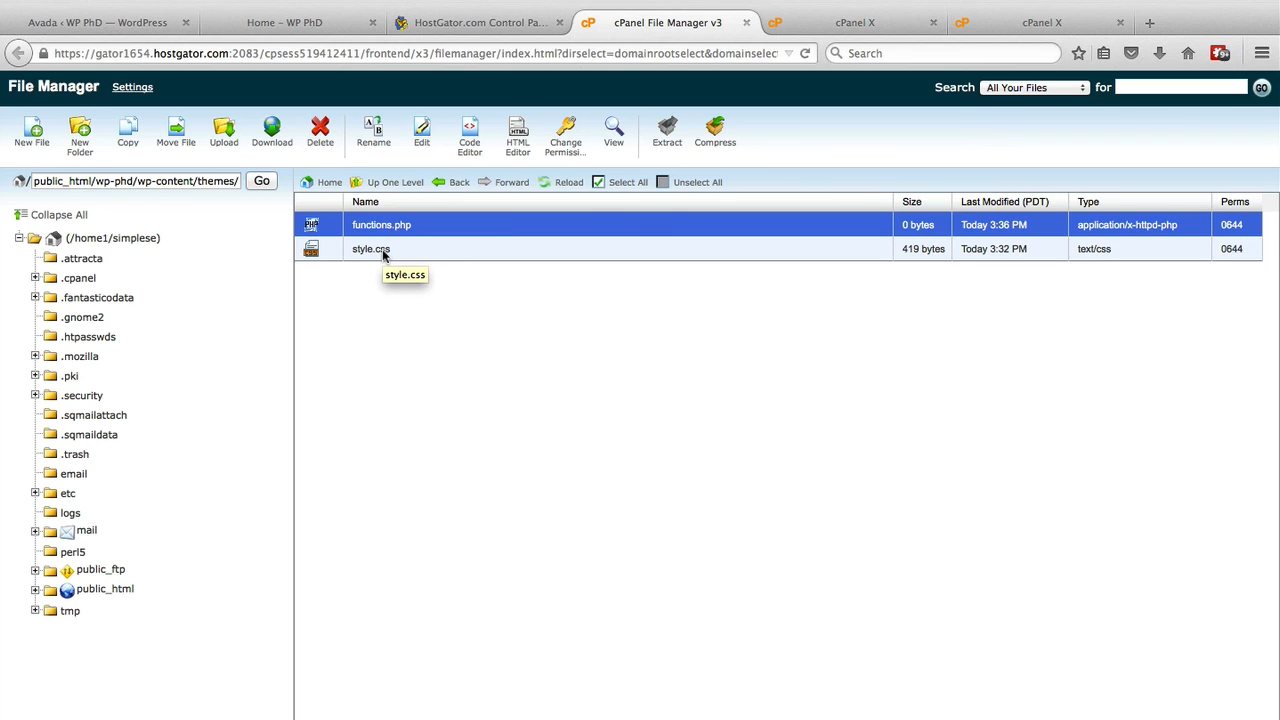 Avada ‹ WP PhD — WordPress
Home – WP PhD
HostGator.com Control Pa...
cPanel File Manager v3
cPanel X
cPanel X
https://gator1654.hostgator.com:2083/cpsess519412411/frontend/x3/filemanager/index.html?dirselect=domainrootselect&domainselect
Search
File Manager
Settings
Search
All Your Files
for
GO
New File
New Folder
Copy
Move File
Upload
Download
Delete
Rename
Edit
Code Editor
HTML Editor
Change Permissi...
View
Extract
Compress
/
public_html/wp-phd/wp-content/themes/
Go
Home
Up One Level
Back
Forward
Reload
Select All
Unselect All
Collapse All
(/home1/simplese)
.attracta
.cpanel
.fantasticodata
.gnome2
.htpasswds
.mozilla
.pki
.security
.sqmailattach
.sqmaildata
.trash
email
etc
logs
mail
perl5
public_ftp
public_html
tmp
Name
Size
Last Modified (PDT)
Type
Perms
functions.php
0 bytes
Today 3:36 PM
application/x-httpd-php
0644
style.css
419 bytes
Today 3:32 PM
text/css
0644
style.css